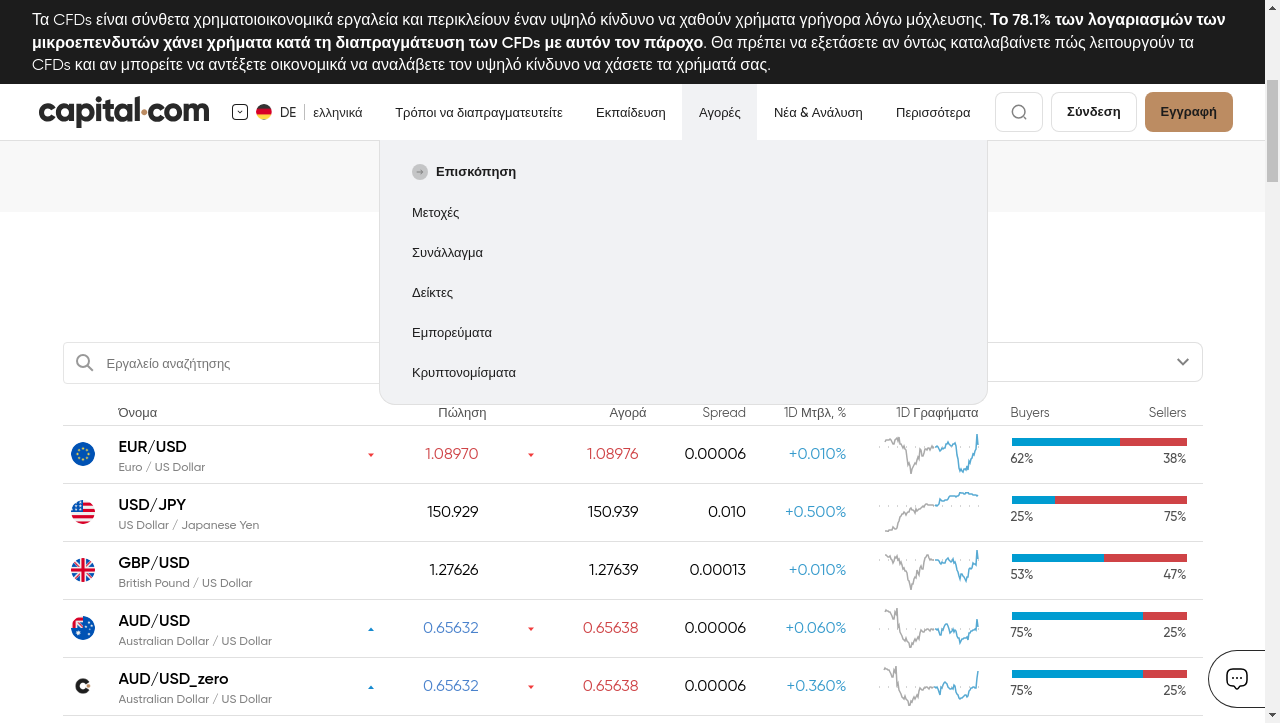 Τα CFDs είναι σύνθετα χρηματοοικονομικά εργαλεία και περικλείουν έναν υψηλό κίνδυνο να χαθούν χρήματα γρήγορα λόγω μόχλευσης. Το 78.1% των λογαριασμών των
μικροεπενδυτών χάνει χρήματα κατά τη διαπραγμάτευση των CFDs με αυτόν τον πάροχο. Θα πρέπει να εξετάσετε αν όντως καταλαβαίνετε πώς λειτουργούν τα
CFDs και αν μπορείτε να αντέξετε οικονομικά να αναλάβετε τον υψηλό κίνδυνο να χάσετε τα χρήματά σας.
capital.com DE ελληνικά Τρόποι να διαπραγματευτείτε Εκπαίδευση Αγορές Νέα & Ανάλυση Περισσότερα Σύνδεση Εγγραφή
Επισκόπηση
Μετοχές
Συνάλλαγμα
Δείκτες
Εμπορεύματα
Κρυπτονομίσματα
Εργαλείο αναζήτησης
Όνομα Πώληση Αγορά Spread 1D Μτβλ, % 1D Γραφήματα Buyers Sellers
EUR/USD 1.08970 1.08976 0.00006 +0.010%
Euro / US Dollar 62% 38%
USD/JPY 150.929 150.939 0.010 +0.500%
US Dollar / Japanese Yen 25% 75%
GBP/USD 1.27626 1.27639 0.00013 +0.010%
British Pound / US Dollar 53% 47%
AUD/USD 0.65632 0.65638 0.00006 +0.060%
Australian Dollar / US Dollar 75% 25%
AUD/USD_zero 0.65632 0.65638 0.00006 +0.360%
Australian Dollar / US Dollar 75% 25%